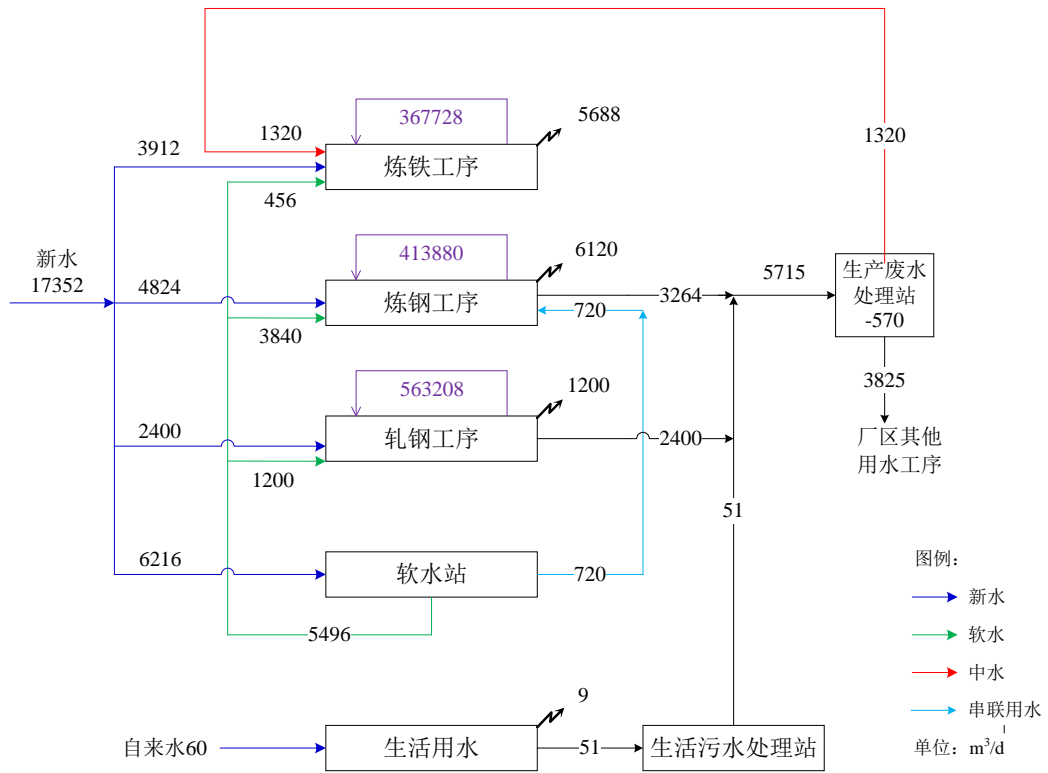 1320
367728
5688
3912
1320
炼铁工序
456
新水
17352
413880
6120
4824
炼钢工序
3264
5715
生产废水
处理站
-570
720
3840
563208
1200
3825
2400
轧钢工序
2400
厂区其他
用水工序
1200
51
6216
软水站
720
5496
图例：
新水
软水
中水
串联用水
单位：m³/d
9
自来水60
生活用水
51
生活污水处理站